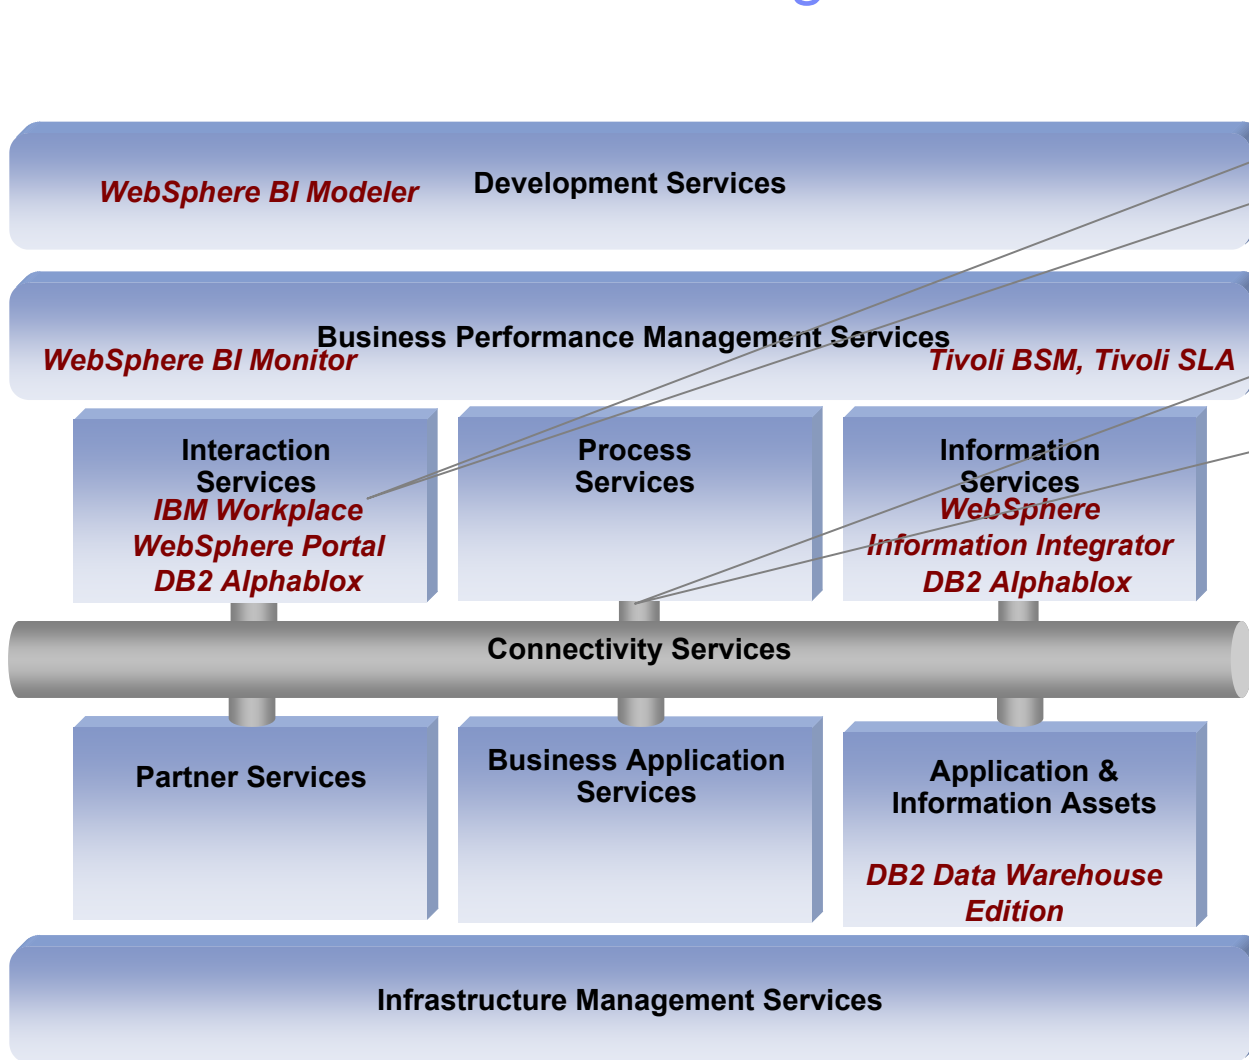 WebSphere BI Modeler
Development Services
Business Performance Management Services
WebSphere BI Monitor
Tivoli BSM, Tivoli SLA
Interaction
Services
IBM Workplace
WebSphere Portal
DB2 Alphablox
Process
Services
Information
Services
WebSphere
Information Integrator
DB2 Alphablox
Connectivity Services
Partner Services
Business Application
Services
Application &
Information Assets
DB2 Data Warehouse
Edition
Infrastructure Management Services